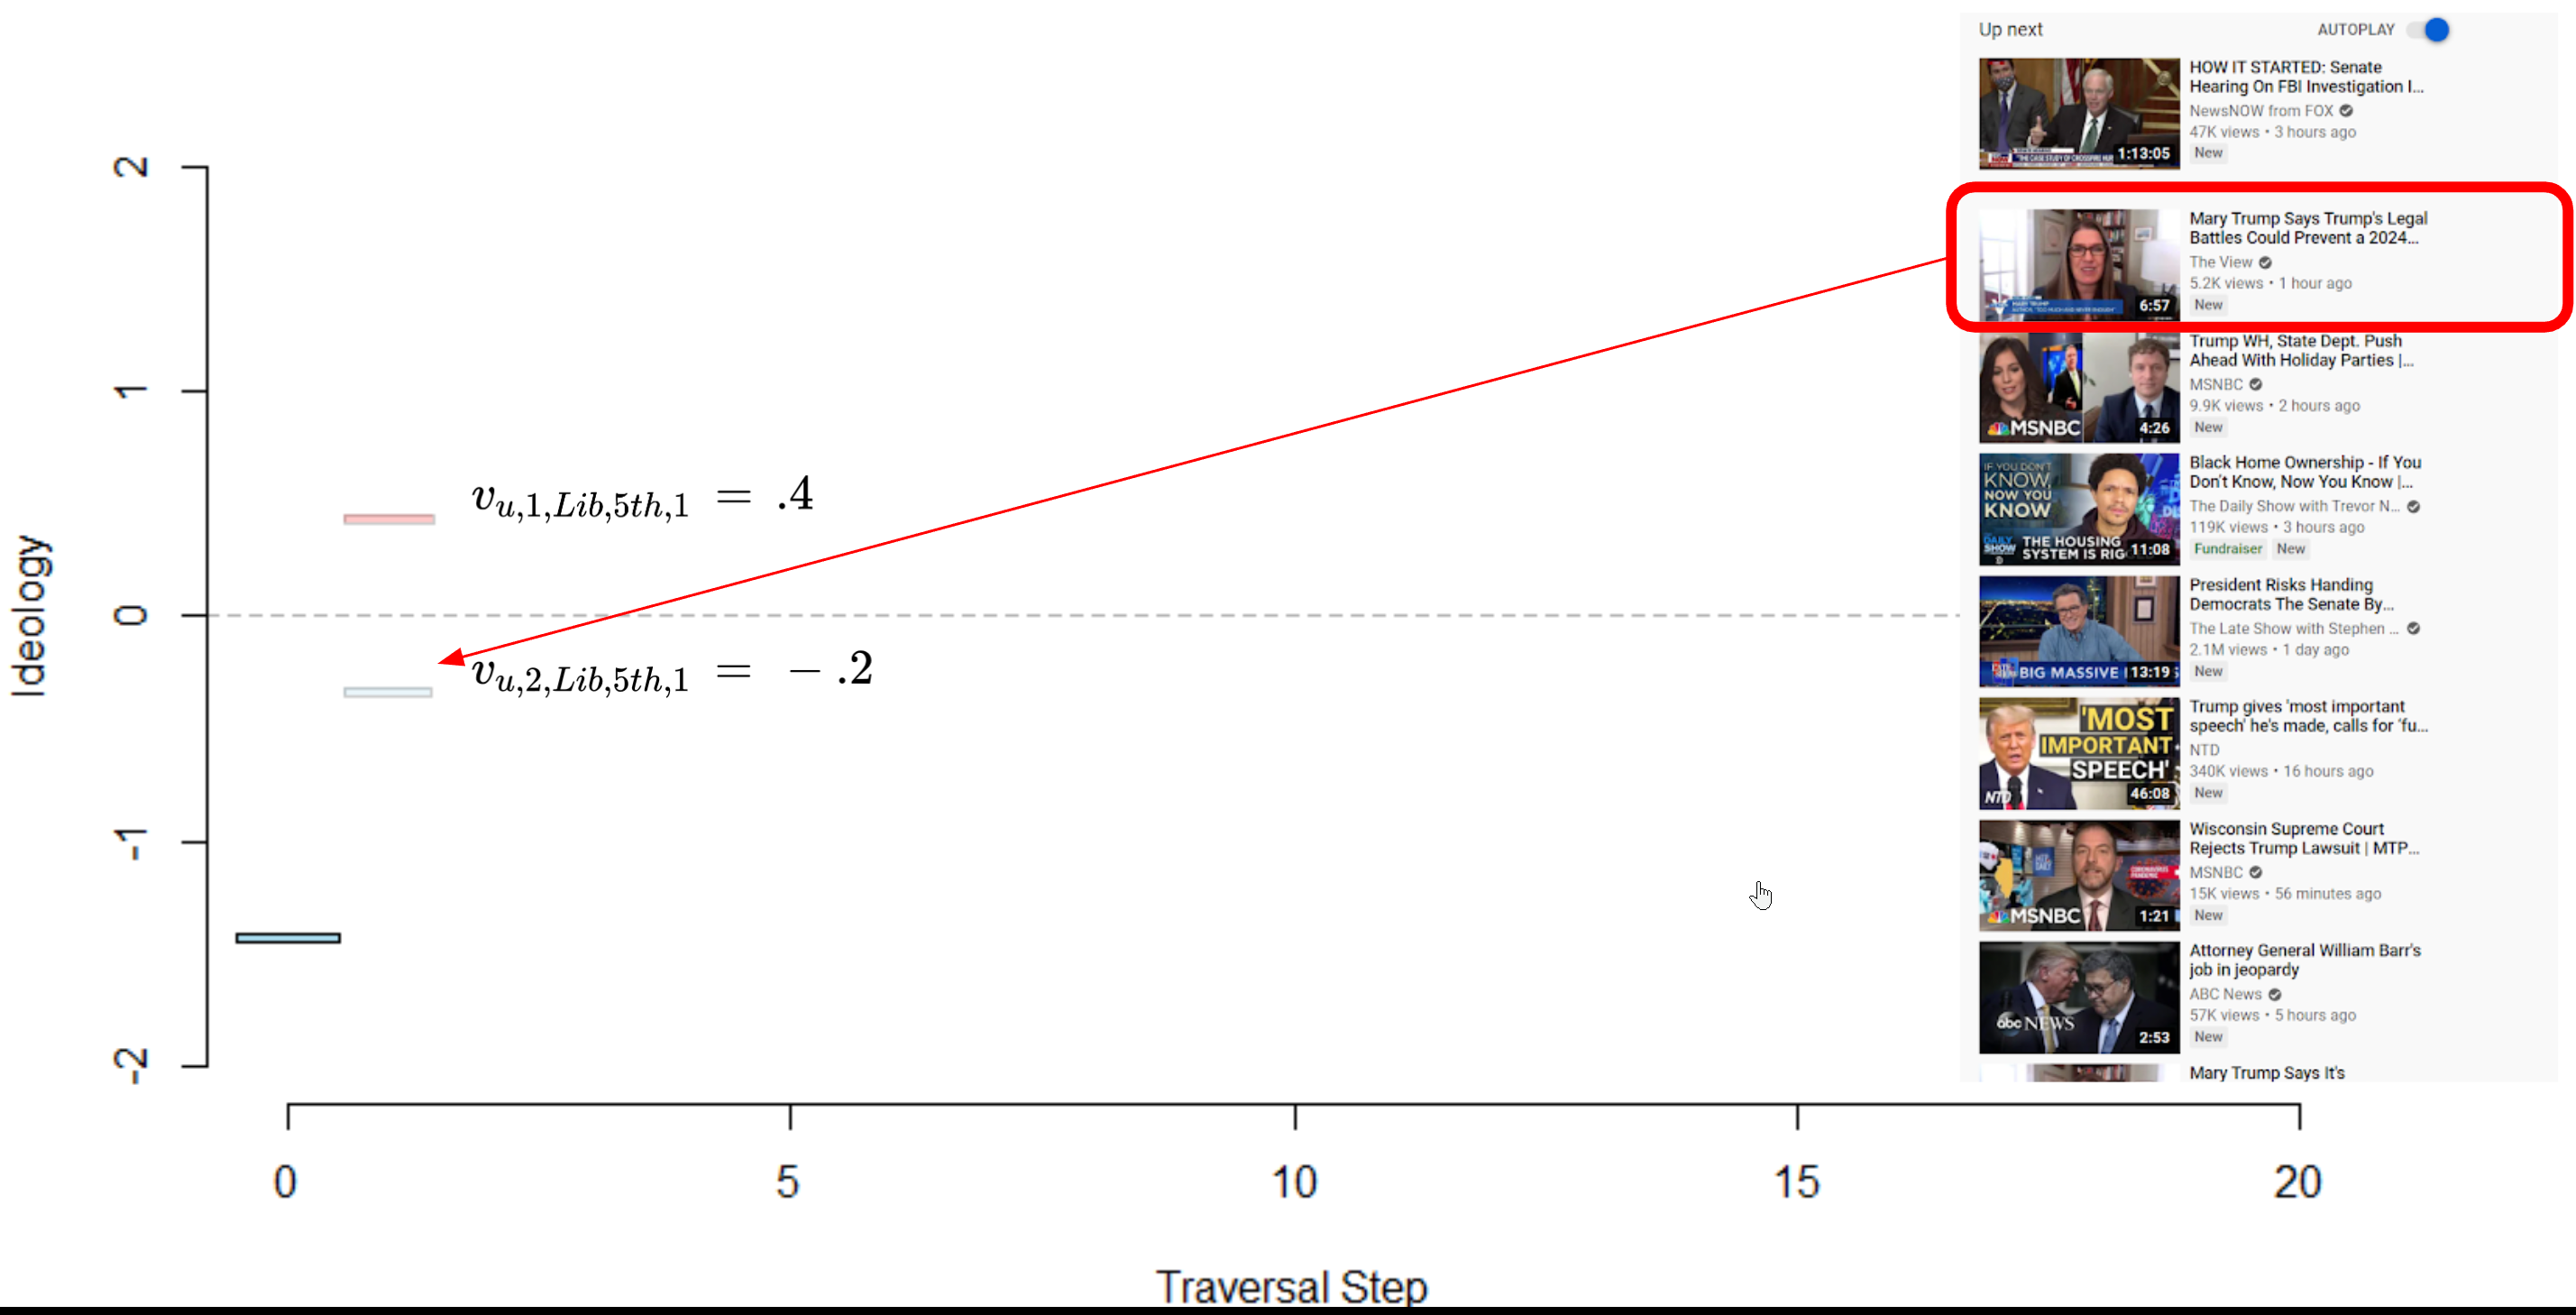 Up next
AUTOPLAY
1:13:05
HOW IT STARTED: Senate
Hearing On FBI Investigation I...
NewsNOW from FOX
47K views • 3 hours ago
New
6:57
Mary Trump Says Trump's Legal
Battles Could Prevent a 2024...
The View
5.2K views • 1 hour ago
New
MSNBC
4:26
Trump WH, State Dept. Push
Ahead With Holiday Parties |...
MSNBC
9.9K views • 2 hours ago
New
IF YOU DON'T
KNOW,
NOW YOU
KNOW
DAILY
SHOW
THE HOUSING
SYSTEM IS RIG
11:08
Black Home Ownership - If You
Don't Know, Now You Know |...
The Daily Show with Trevor N...
119K views • 3 hours ago
Fundraiser New
BIG MASSIVE
13:19
President Risks Handing
Democrats The Senate By...
The Late Show with Stephen ...
2.1M views • 1 day ago
New
'MOST
IMPORTANT
SPEECH'
NTD
46:08
Trump gives 'most important
speech' he's made, calls for 'fu...
NTD
340K views • 16 hours ago
New
MSNBC
1:21
Wisconsin Supreme Court
Rejects Trump Lawsuit | MTP...
MSNBC
15K views • 56 minutes ago
New
abc NEWS
2:53
Attorney General William Barr's
job in jeopardy
ABC News
57K views • 5 hours ago
New
Mary Trump Says It's
Ideology
2
1
0
-1
-2
v_{u,1,Lib,5th,1} = .4
v_{u,2,Lib,5th,1} = - .2
0 5 10 15 20
Traversal Step